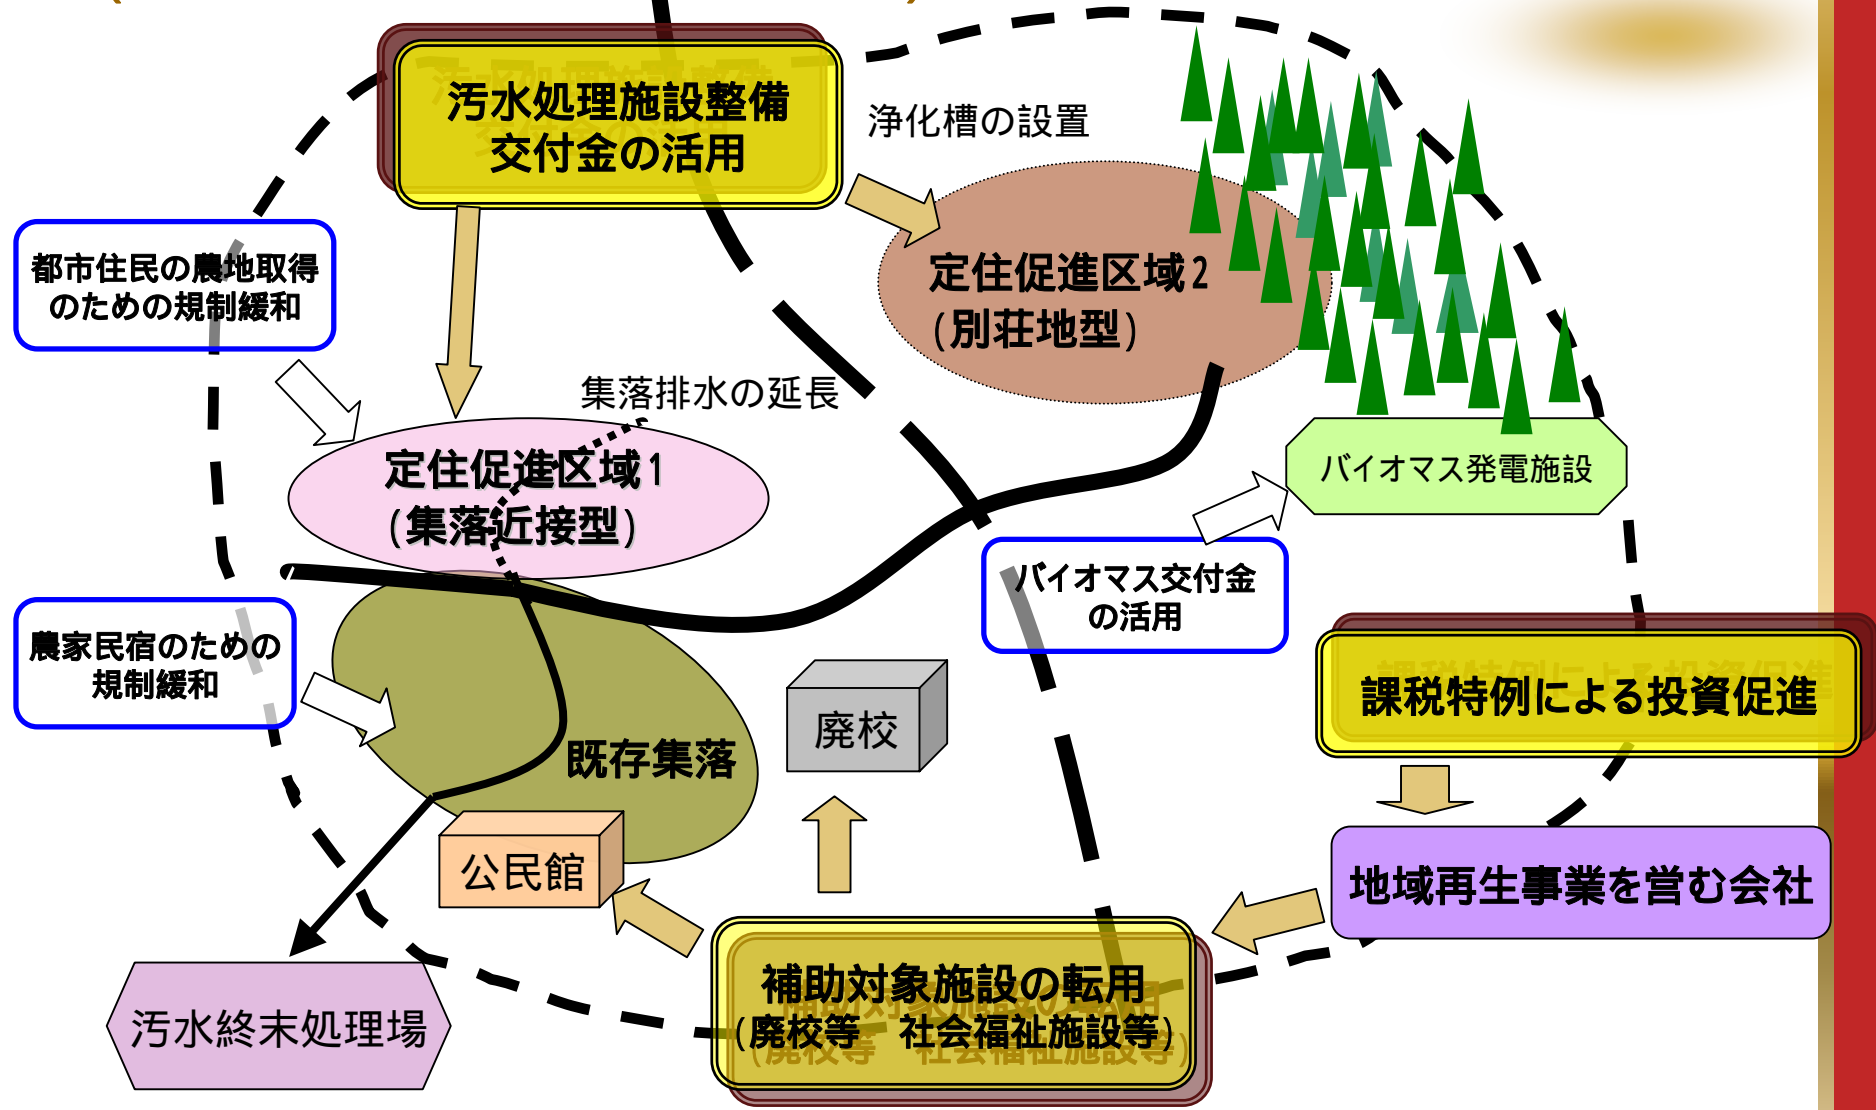 汚水処理施設整備
交付金の活用
浄化槽の設置
都市住民の農地取得
のための規制緩和
定住促進区域2
(別荘地型)
集落排水の延長
定住促進区域1
(集落近接型)
バイオマス発電施設
バイオマス交付金
の活用
農家民宿のための
規制緩和
課税特例による投資促進
廃校
既存集落
公民館
地域再生事業を営む会社
補助対象施設の転用
(廃校等　社会福祉施設等)
汚水終末処理場